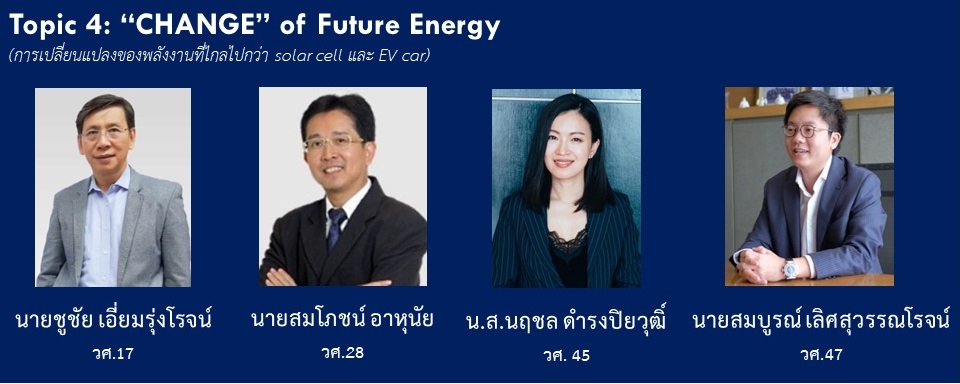 Topic 4: “CHANGE” of Future Energy
(การเปลี่ยนแปลงของพลังงานที่ไกลไปกว่า solar cell และ EV car)
นายชูชัย เอี่ยมรุ่งโรจน์
นายสมโภชน์ อาหุนัย
น.ส.นฤชล ดำรงปิยวุฒิ์
นายสมบูรณ์ เลิศสุวรรณโรจน์
วศ.17
วศ.28
วศ. 45
วศ.47